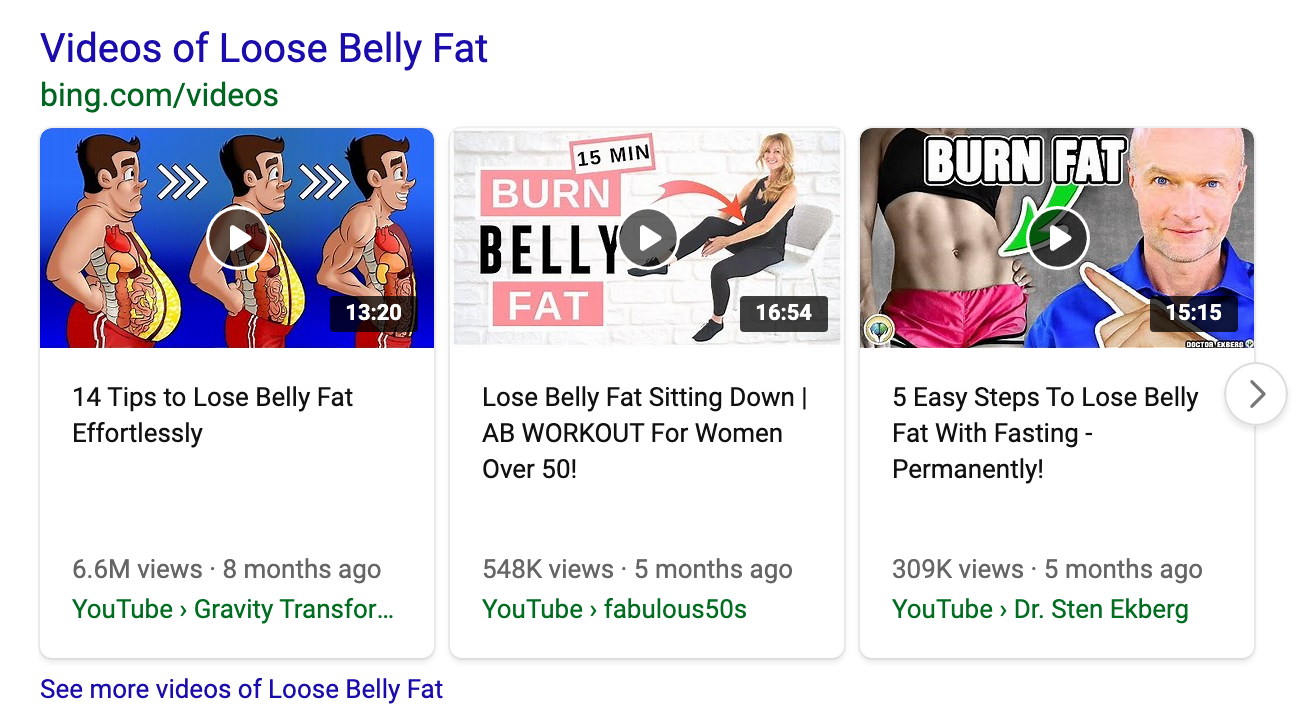 Videos of Loose Belly Fat
bing.com/videos
13:20
14 Tips to Lose Belly Fat
Effortlessly
6.6M views · 8 months ago
YouTube › Gravity Transfor...
15 MIN
BURN
BELLY
FAT
16:54
Lose Belly Fat Sitting Down |
AB WORKOUT For Women
Over 50!
548K views · 5 months ago
YouTube › fabulous50s
BURN FAT
15:15
DOCTOR EKBERG
5 Easy Steps To Lose Belly
Fat With Fasting -
Permanently!
309K views · 5 months ago
YouTube › Dr. Sten Ekberg
See more videos of Loose Belly Fat